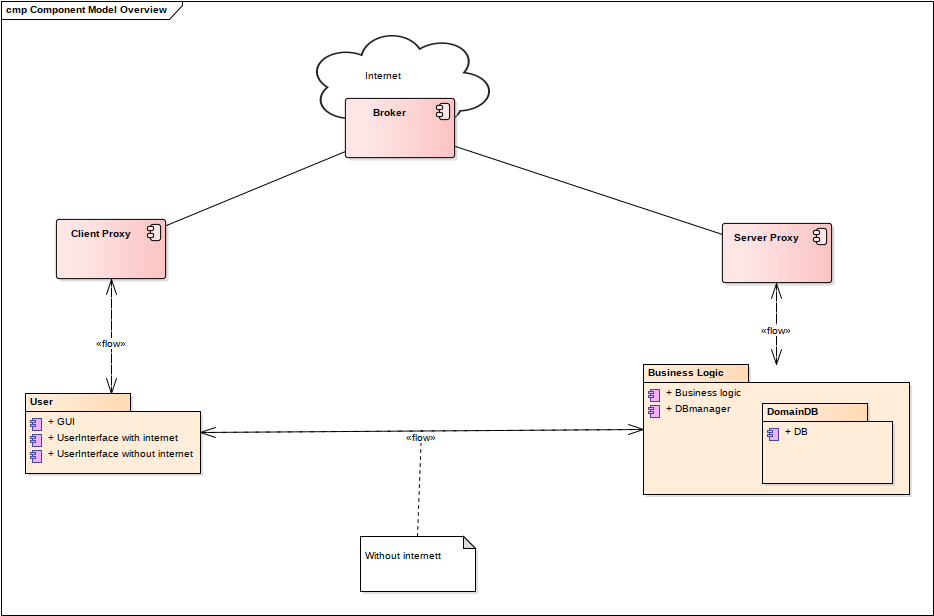 cmp Component Model Overview
Internet
Broker
Client Proxy
Server Proxy
«flow»
«flow»
User
+ GUI
+ UserInterface with internet
+ UserInterface without internet
Business Logic
+ Business logic
+ DBmanager
DomainDB
+ DB
«flow»
Without internett